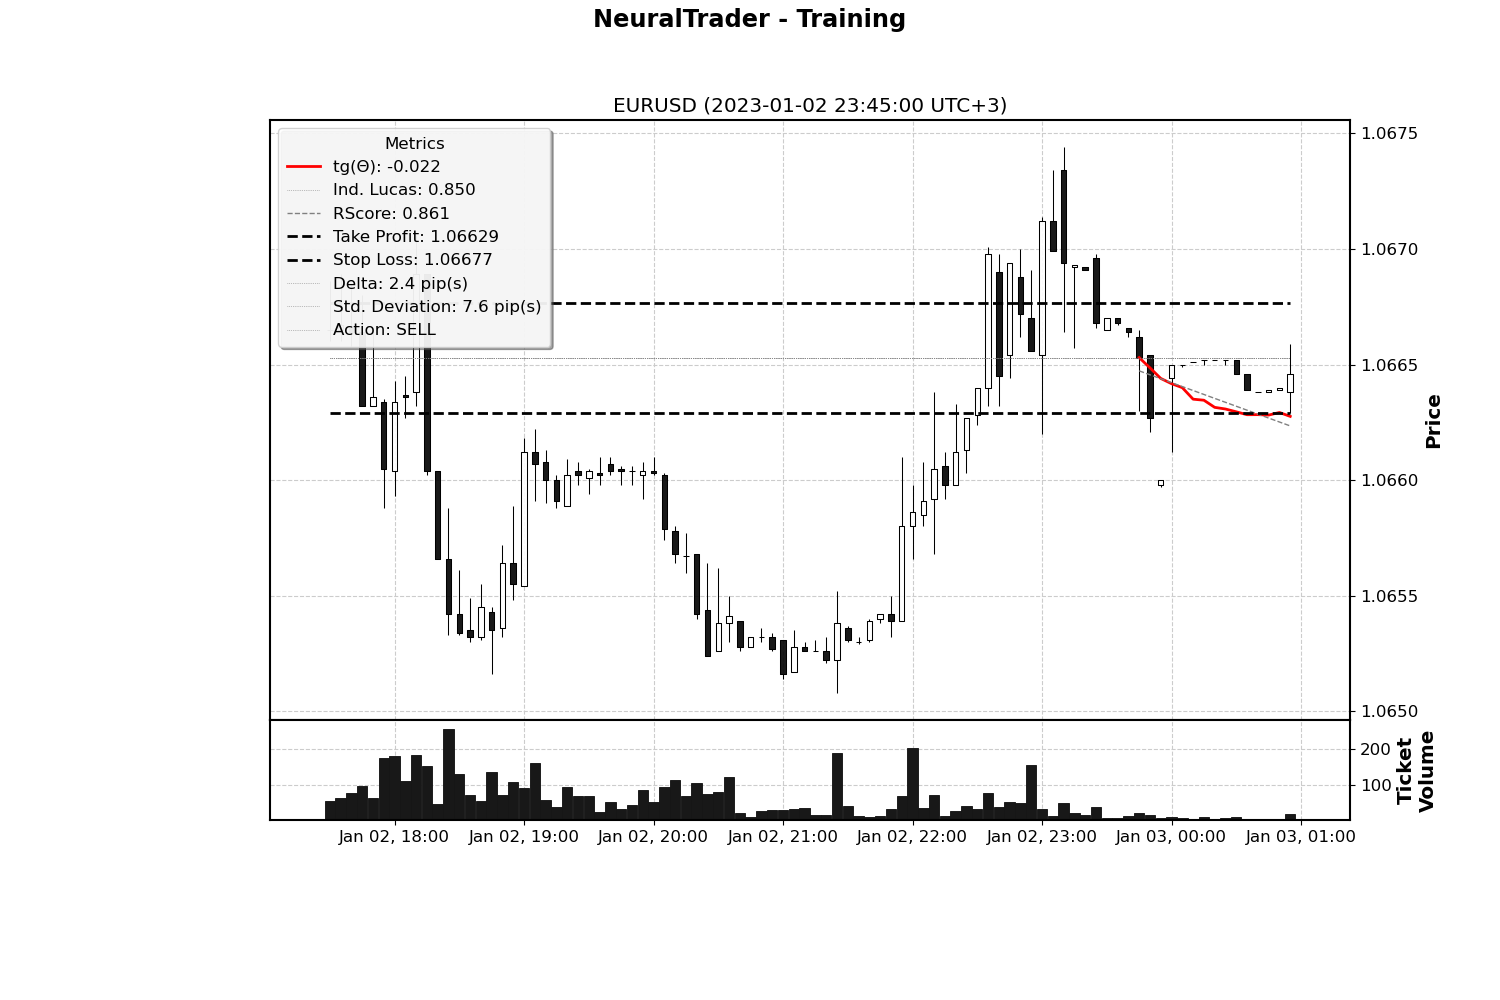 NeuralTrader - Training
EURUSD (2023-01-02 23:45:00 UTC+3)
Metrics
tg(Θ): -0.022
Ind. Lucas: 0.850
RScore: 0.861
Take Profit: 1.06629
Stop Loss: 1.06677
Delta: 2.4 pip(s)
Std. Deviation: 7.6 pip(s)
Action: SELL
1.0675
1.0670
1.0665
1.0660
1.0655
1.0650
Price
200
100
Ticket
Volume
Jan 02, 18:00
Jan 02, 19:00
Jan 02, 20:00
Jan 02, 21:00
Jan 02, 22:00
Jan 02, 23:00
Jan 03, 00:00
Jan 03, 01:00